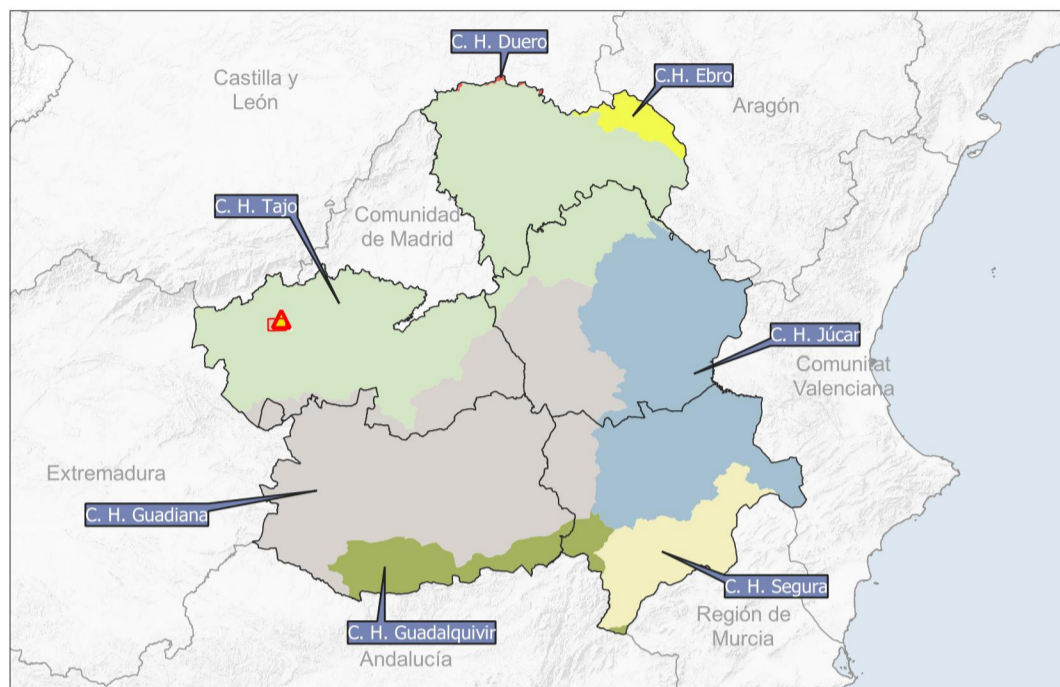 C. H. Duero
Castilla y
León
C.H. Ebro
Aragón
C. H. Tajo
Comunidad
de Madrid
C. H. Júcar
Comunitat
Valenciana
Extremadura
C. H. Guadiana
C. H. Segura
Región de
Murcia
C. H. Guadalquivir
Andalucía